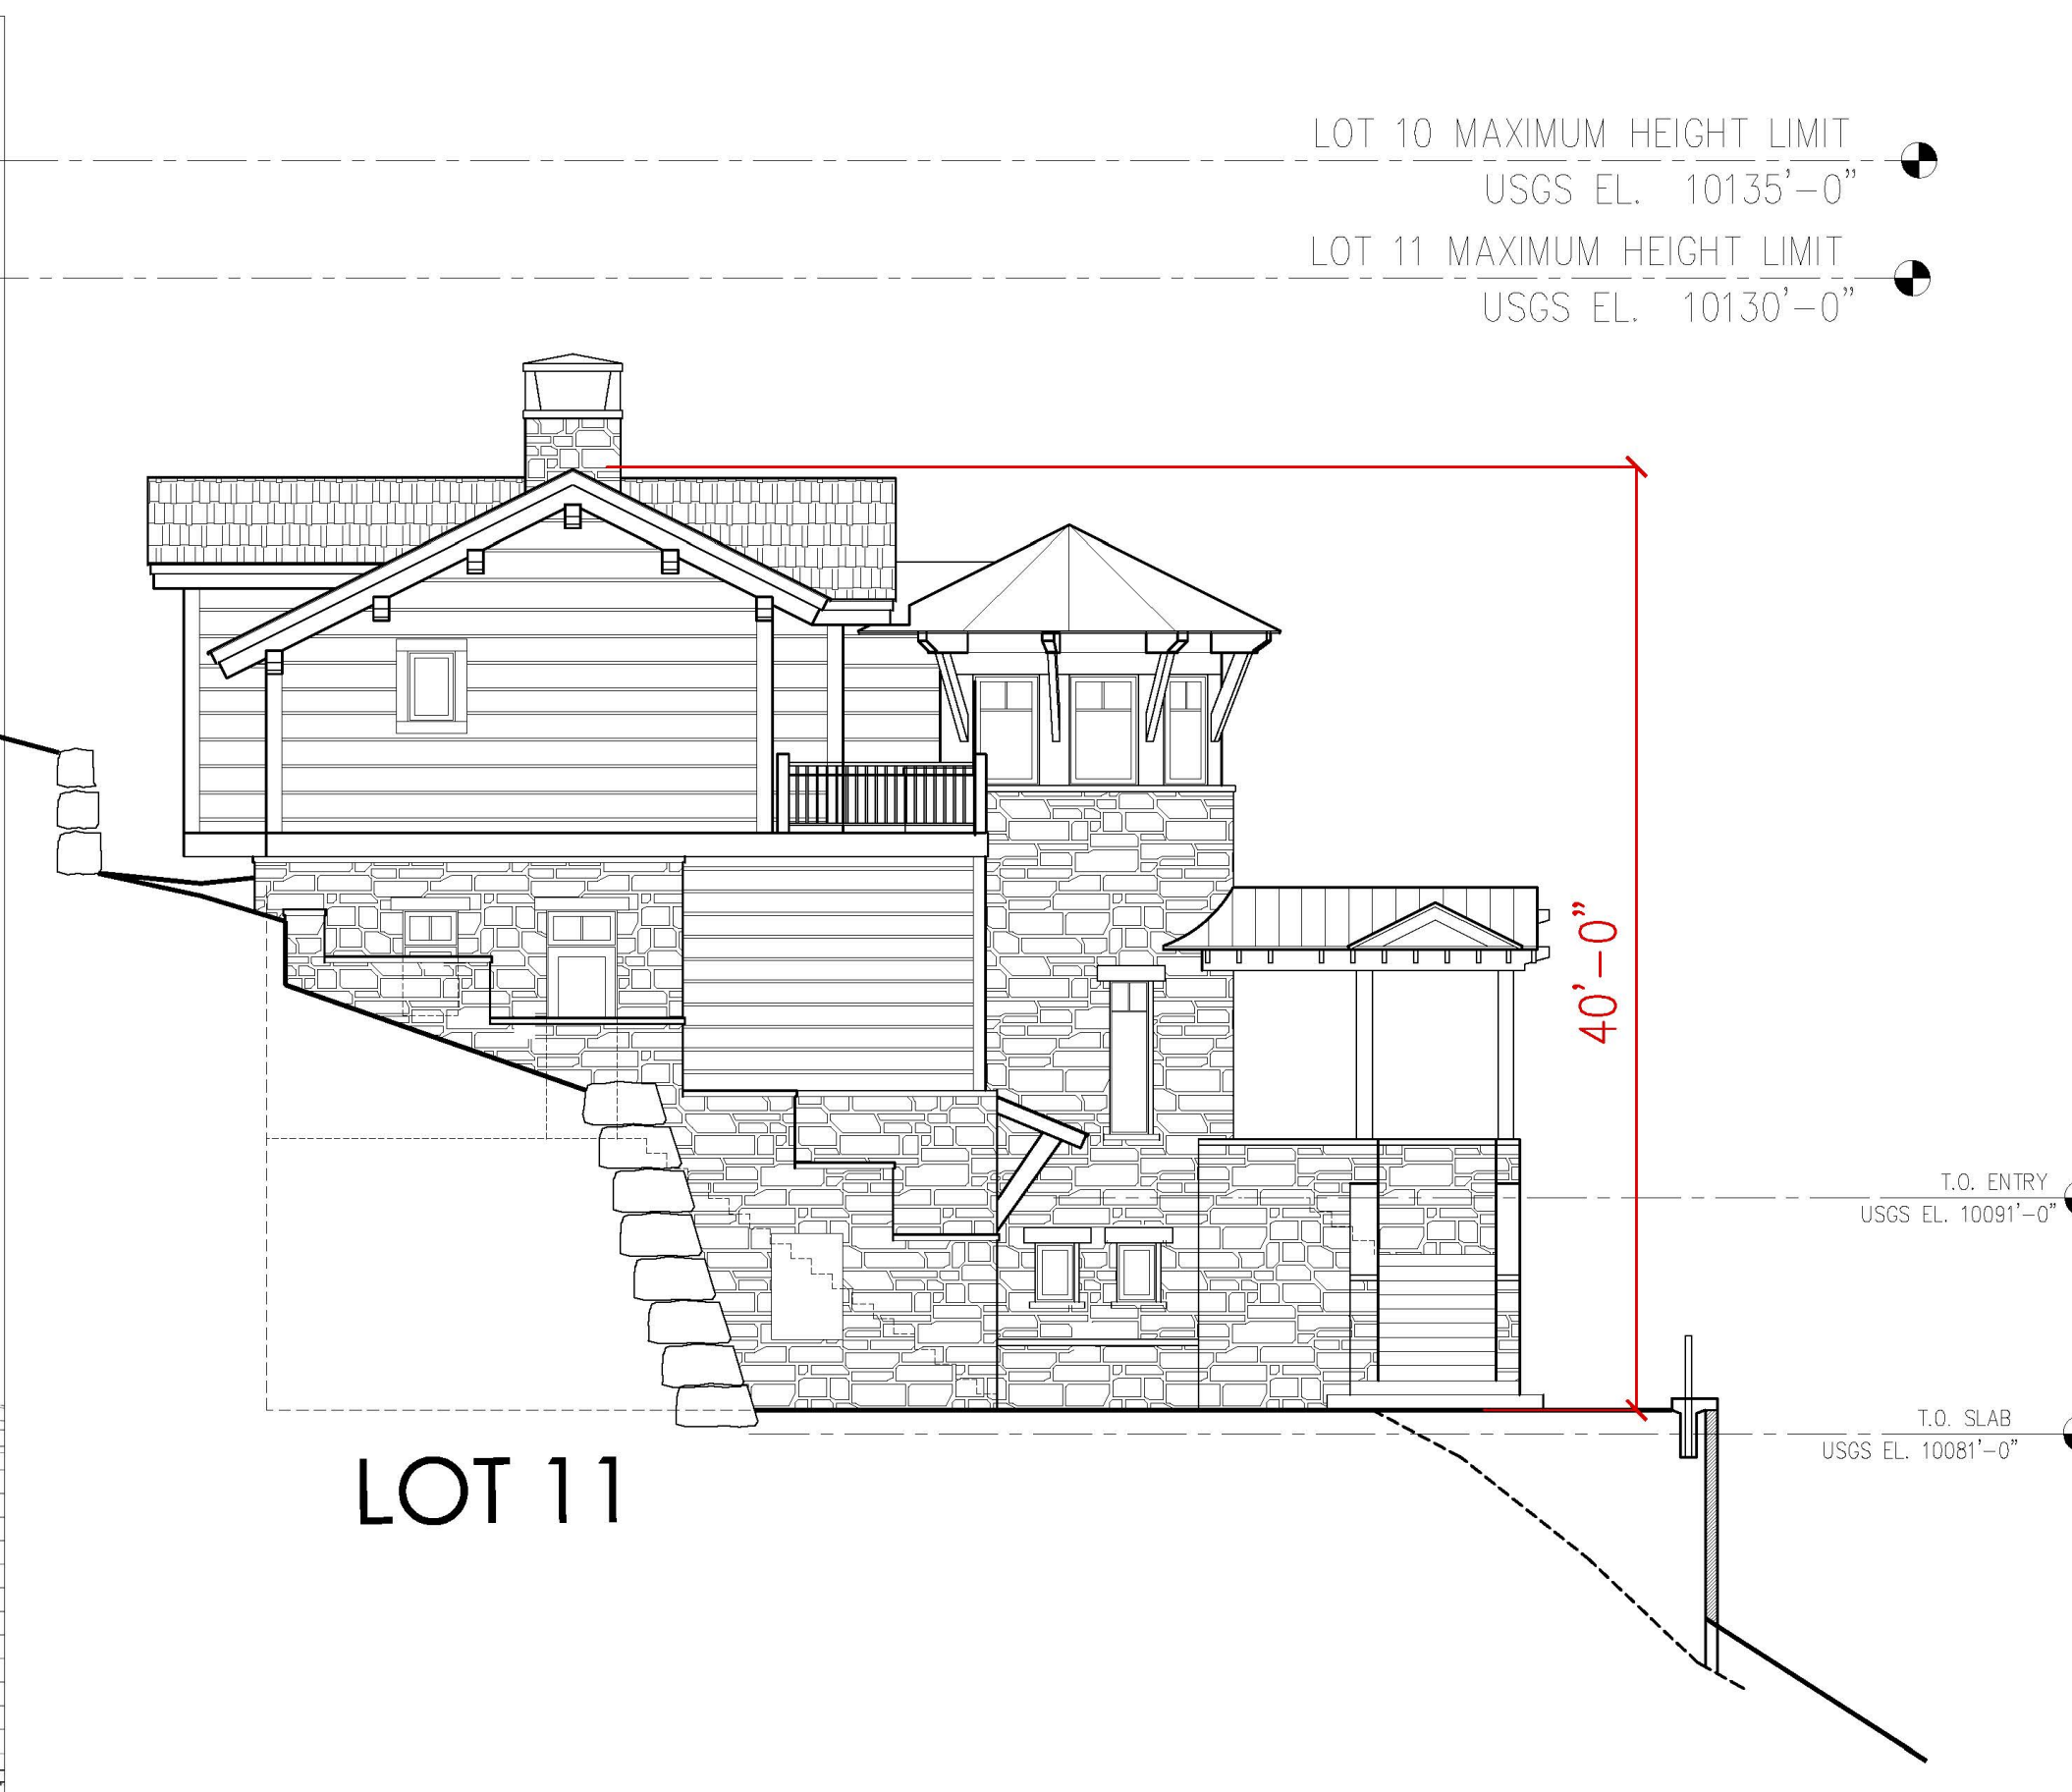 LOT 10 MAXIMUM HEIGHT LIMIT
USGS EL. 10135'-0"
LOT 11 MAXIMUM HEIGHT LIMIT
USGS EL. 10130'-0"
40'-0"
T.O. ENTRY
USGS EL. 10091'-0"
T.O. SLAB
USGS EL. 10081'-0"
LOT 11